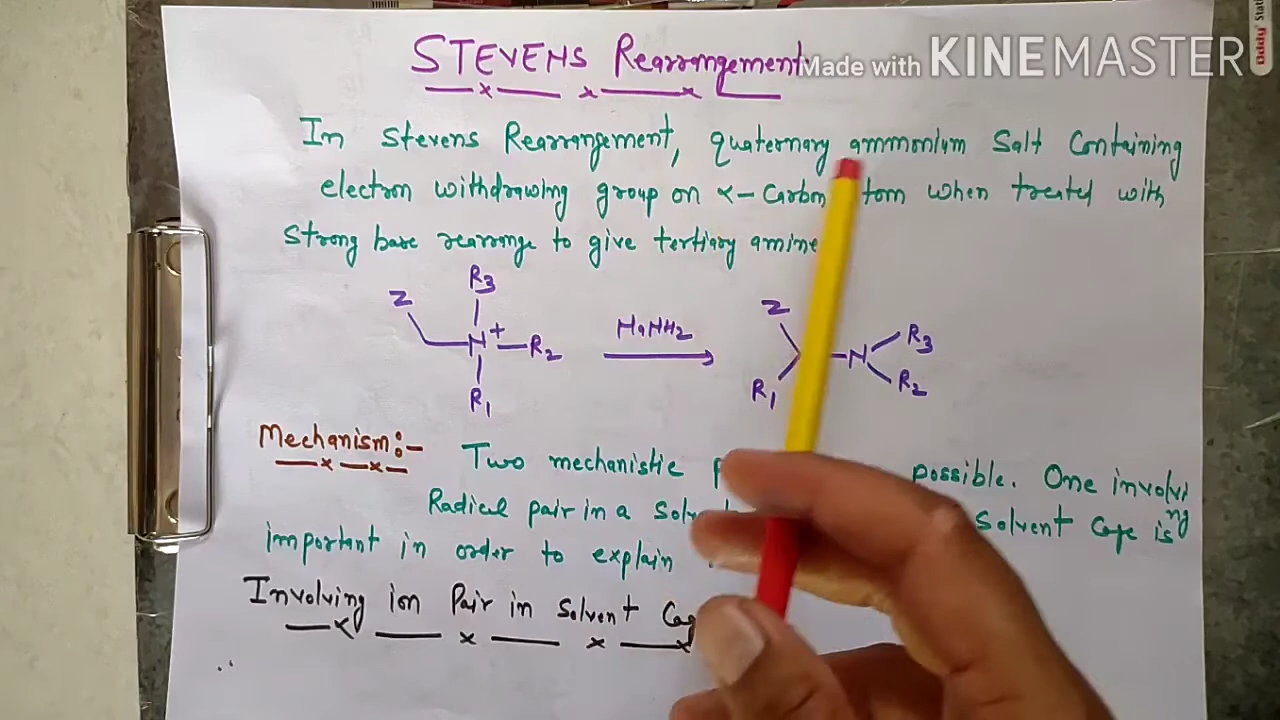 STEVENS Rearrangement
Made with KINEMASTER
Oddy
In Stevens Rearrangement, quaternary ammonium Salt Containing
electron withdrawing group on α-Carbon tom when treated with
Strong base rearrange to give tertiary amine
R3
Z
N+ R2
R1
NaNH2
Z
R3
N
R1
R2
Mechanism:-
Two mechanistic possible. One involving
Radical pair in a Solvent cage is
important in order to explain
Involving ion Pair in Solvent